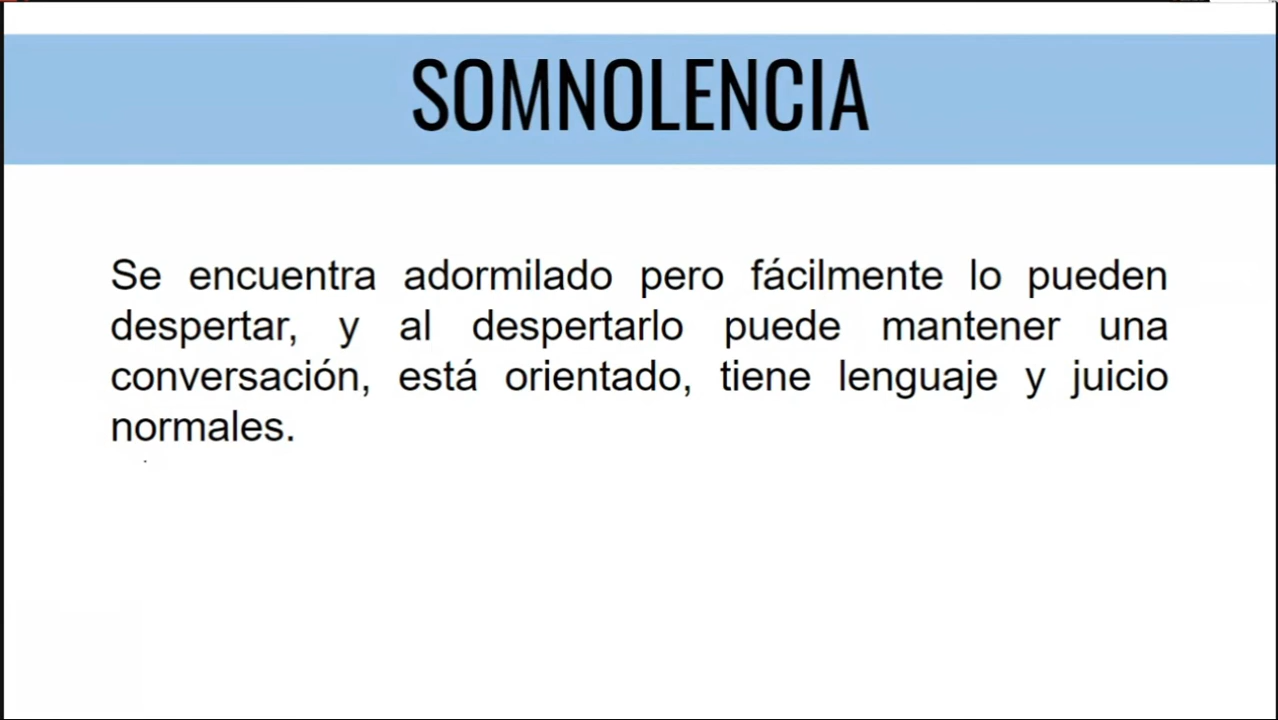 SOMNOLENCIA
Se encuentra adormilado pero fácilmente lo pueden
despertar, y al despertarlo puede mantener una
conversación, está orientado, tiene lenguaje y juicio
normales.